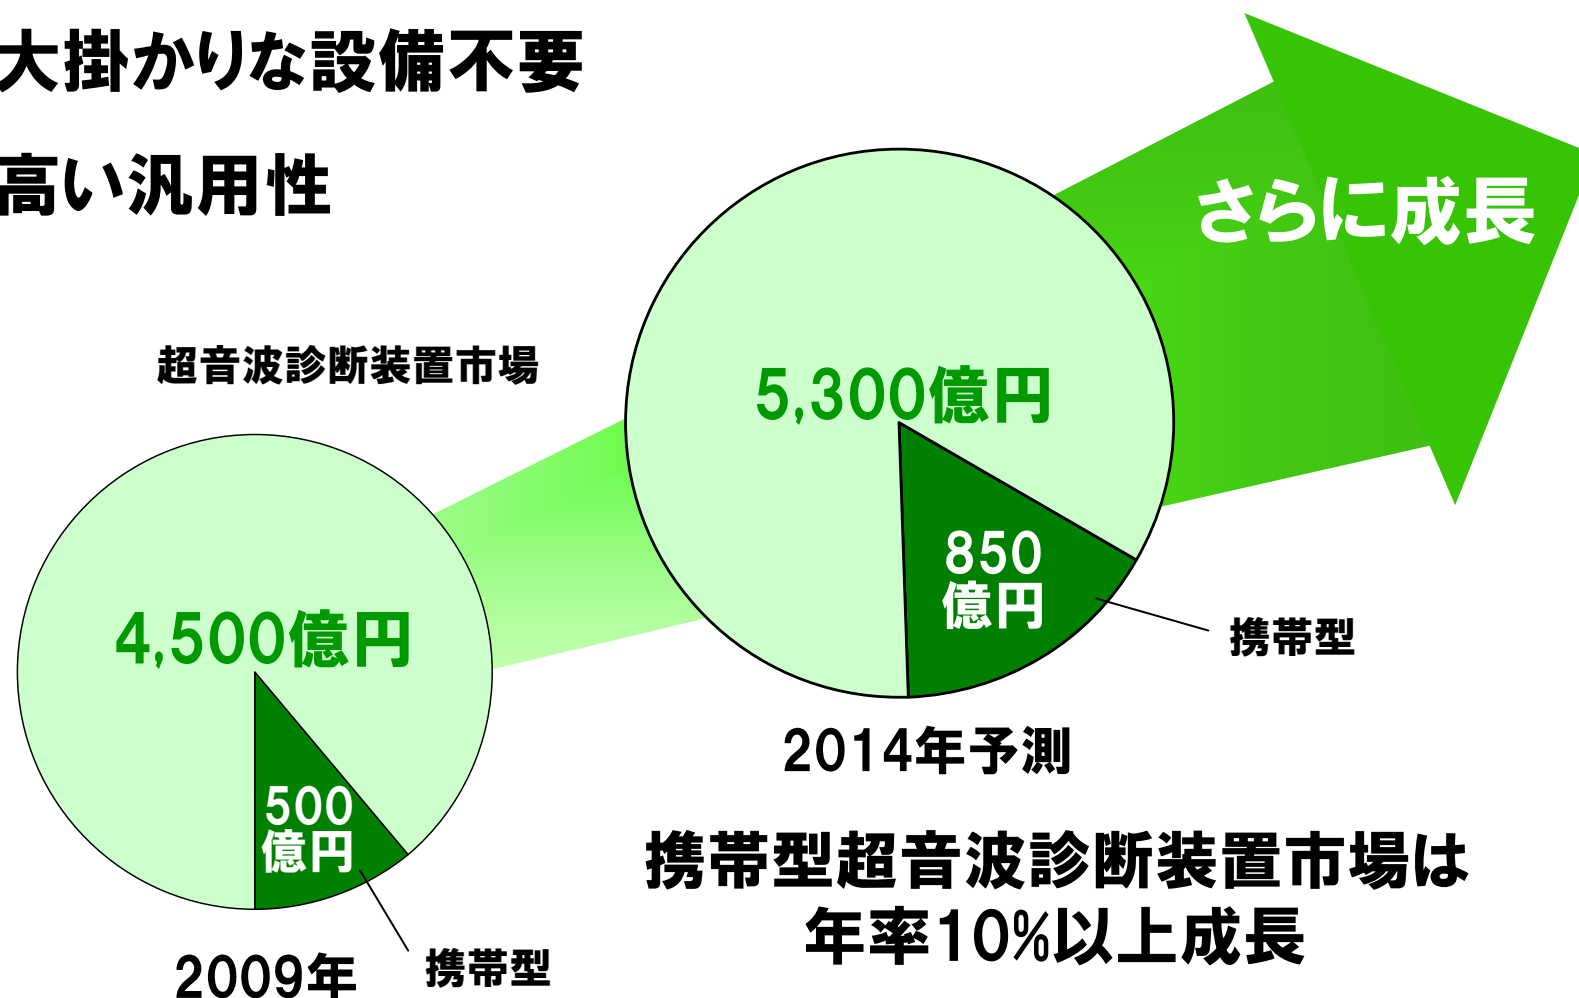 大掛かりな設備不要
高い汎用性
さらに成長
超音波診断装置市場
5,300億円
850
億円
携帯型
2014年予測
4,500億円
500
億円
携帯型
2009年
携帯型超音波診断装置市場は
年率10%以上成長